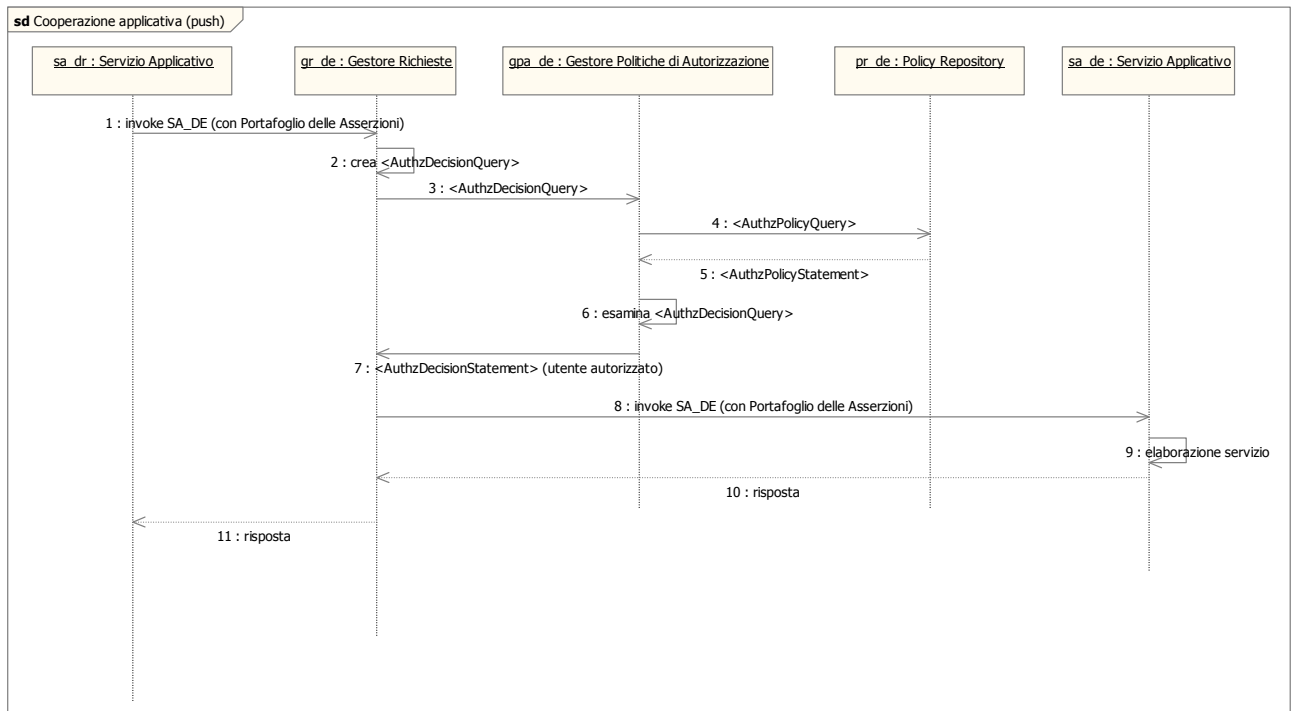 sd Cooperazione applicativa (push)
sa_dr : Servizio Applicativo
gr_de : Gestore Richieste
gpa_de : Gestore Politiche di Autorizzazione
pr_de : Policy Repository
sa_de : Servizio Applicativo
1 : invoke SA_DE (con Portafoglio delle Asserzioni)
2 : crea <AuthzDecisionQuery>
3 : <AuthzDecisionQuery>
4 : <AuthzPolicyQuery>
5 : <AuthzPolicyStatement>
6 : esamina <AuthzDecisionQuery>
7 : <AuthzDecisionStatement> (utente autorizzato)
8 : invoke SA_DE (con Portafoglio delle Asserzioni)
9 : elaborazione servizio
10 : risposta
11 : risposta